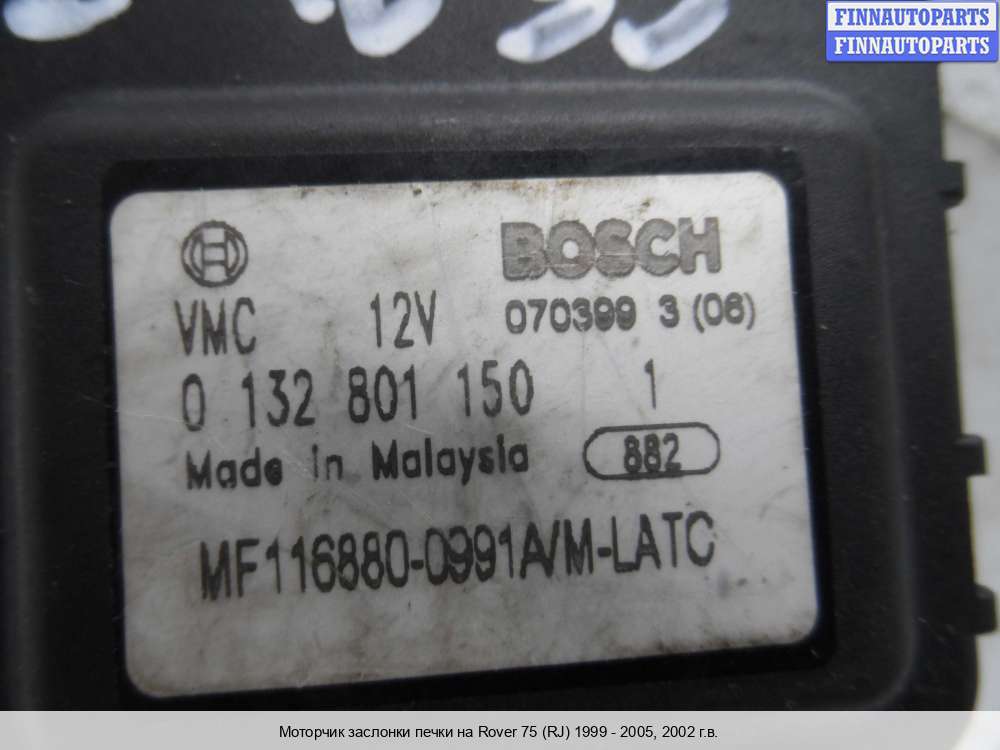 FINNAUTOPARTS
FINNAUTOPARTS
BOSCH
VMC 12V 070399 3 (06)
0 132 801 150 1
Made in Malaysia 882
MF116880-0991A/M-LATC
Моторчик заслонки печки на Rover 75 (RJ) 1999 - 2005, 2002 г.в.